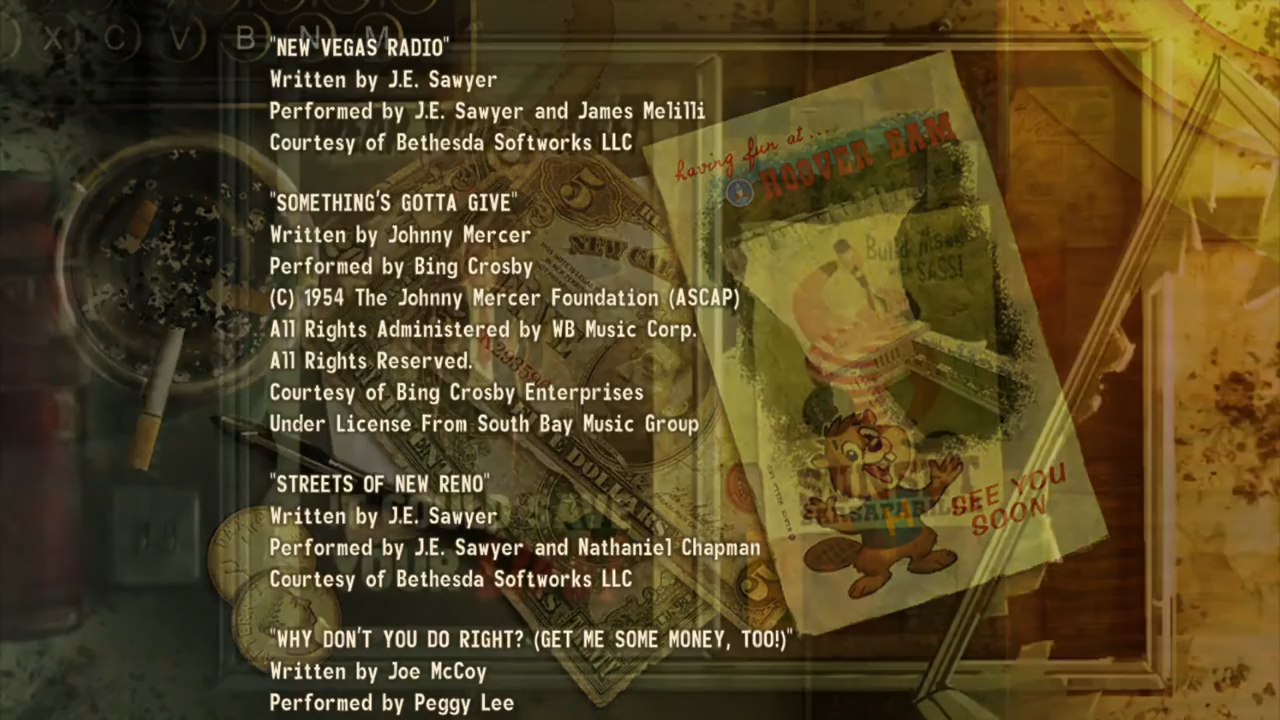 X C V B N M
"NEW VEGAS RADIO"
Written by J.E. Sawyer
Performed by J.E. Sawyer and James Melilli
Courtesy of Bethesda Softworks LLC
"SOMETHING'S GOTTA GIVE"
Written by Johnny Mercer
Performed by Bing Crosby
(C) 1954 The Johnny Mercer Foundation (ASCAP)
All Rights Administered by WB Music Corp.
All Rights Reserved.
Courtesy of Bing Crosby Enterprises
Under License From South Bay Music Group
"STREETS OF NEW RENO"
Written by J.E. Sawyer
Performed by J.E. Sawyer and Nathaniel Chapman
Courtesy of Bethesda Softworks LLC
"WHY DON'T YOU DO RIGHT? (GET ME SOME MONEY, TOO!)"
Written by Joe McCoy
Performed by Peggy Lee
having fun at...
HOOVER DAM
SEE YOU
SOON
5
NEW CAL
DOLLARS
5